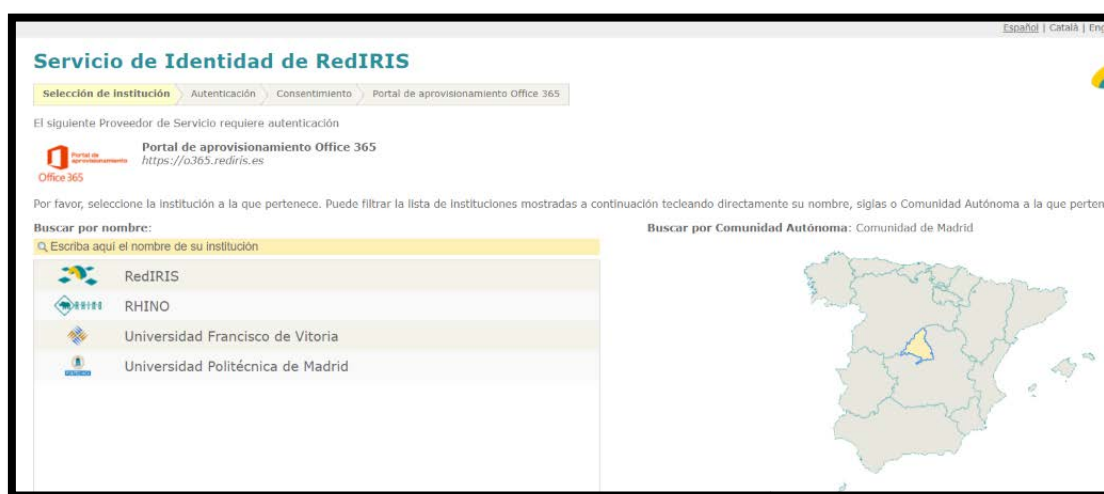 Español | Català | Eng
Servicio de Identidad de RedIRIS
Selección de institución
Autenticación
Consentimiento
Portal de aprovisionamiento Office 365
El siguiente Proveedor de Servicio requiere autenticación
Portal de aprovisionamiento
Office 365
Portal de aprovisionamiento Office 365
https://o365.rediris.es
Por favor, seleccione la institución a la que pertenece. Puede filtrar la lista de instituciones mostradas a continuación tecleando directamente su nombre, siglas o Comunidad Autónoma a la que perten
Buscar por nombre:
Escriba aquí el nombre de su institución
RedIRIS
RHINO
Universidad Francisco de Vitoria
Universidad Politécnica de Madrid
Buscar por Comunidad Autónoma: Comunidad de Madrid